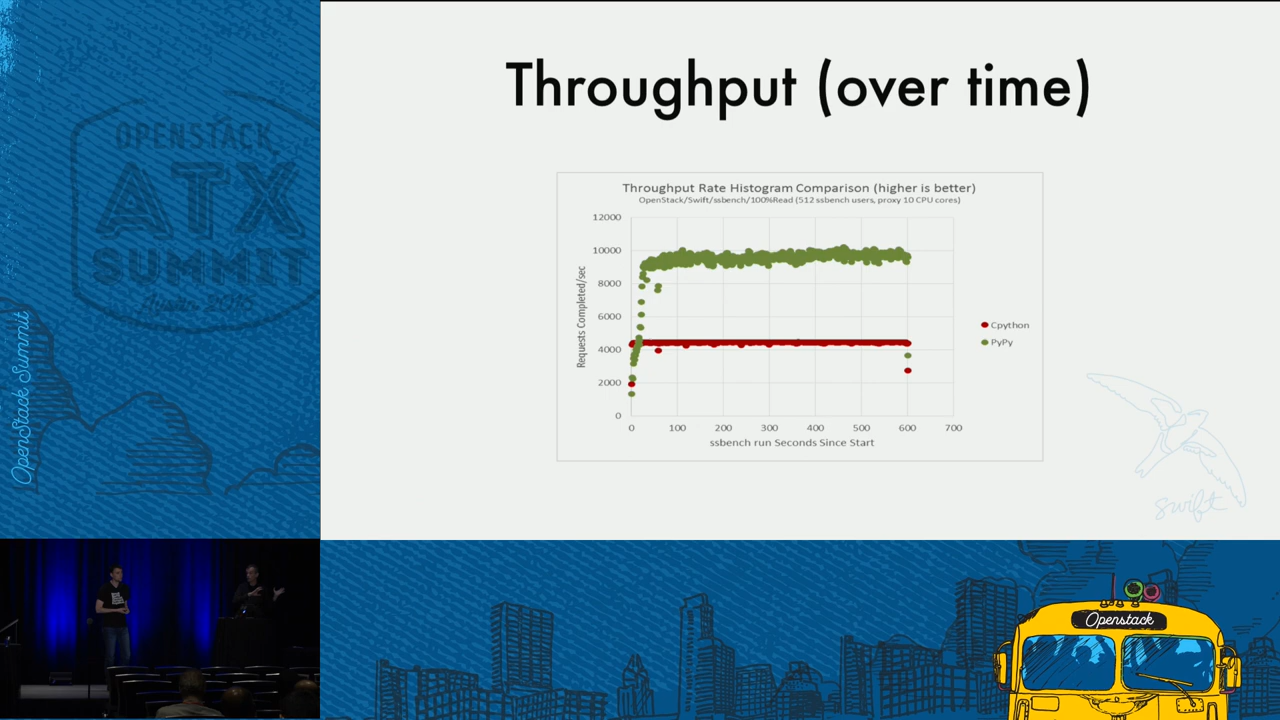 OPENSTACK
ATX
SUMMIT
Austin 2016
OpenStack Summit
Throughput (over time)
Throughput Rate Histogram Comparison (higher is better)
OpenStack/Swift/ssbench/100%Read (512 ssbench users, proxy 10 CPU cores)
Requests Completed/sec
12000
10000
8000
6000
4000
2000
0
0 100 200 300 400 500 600 700
ssbench run Seconds Since Start
Cpython
PyPy
swift
Openstack